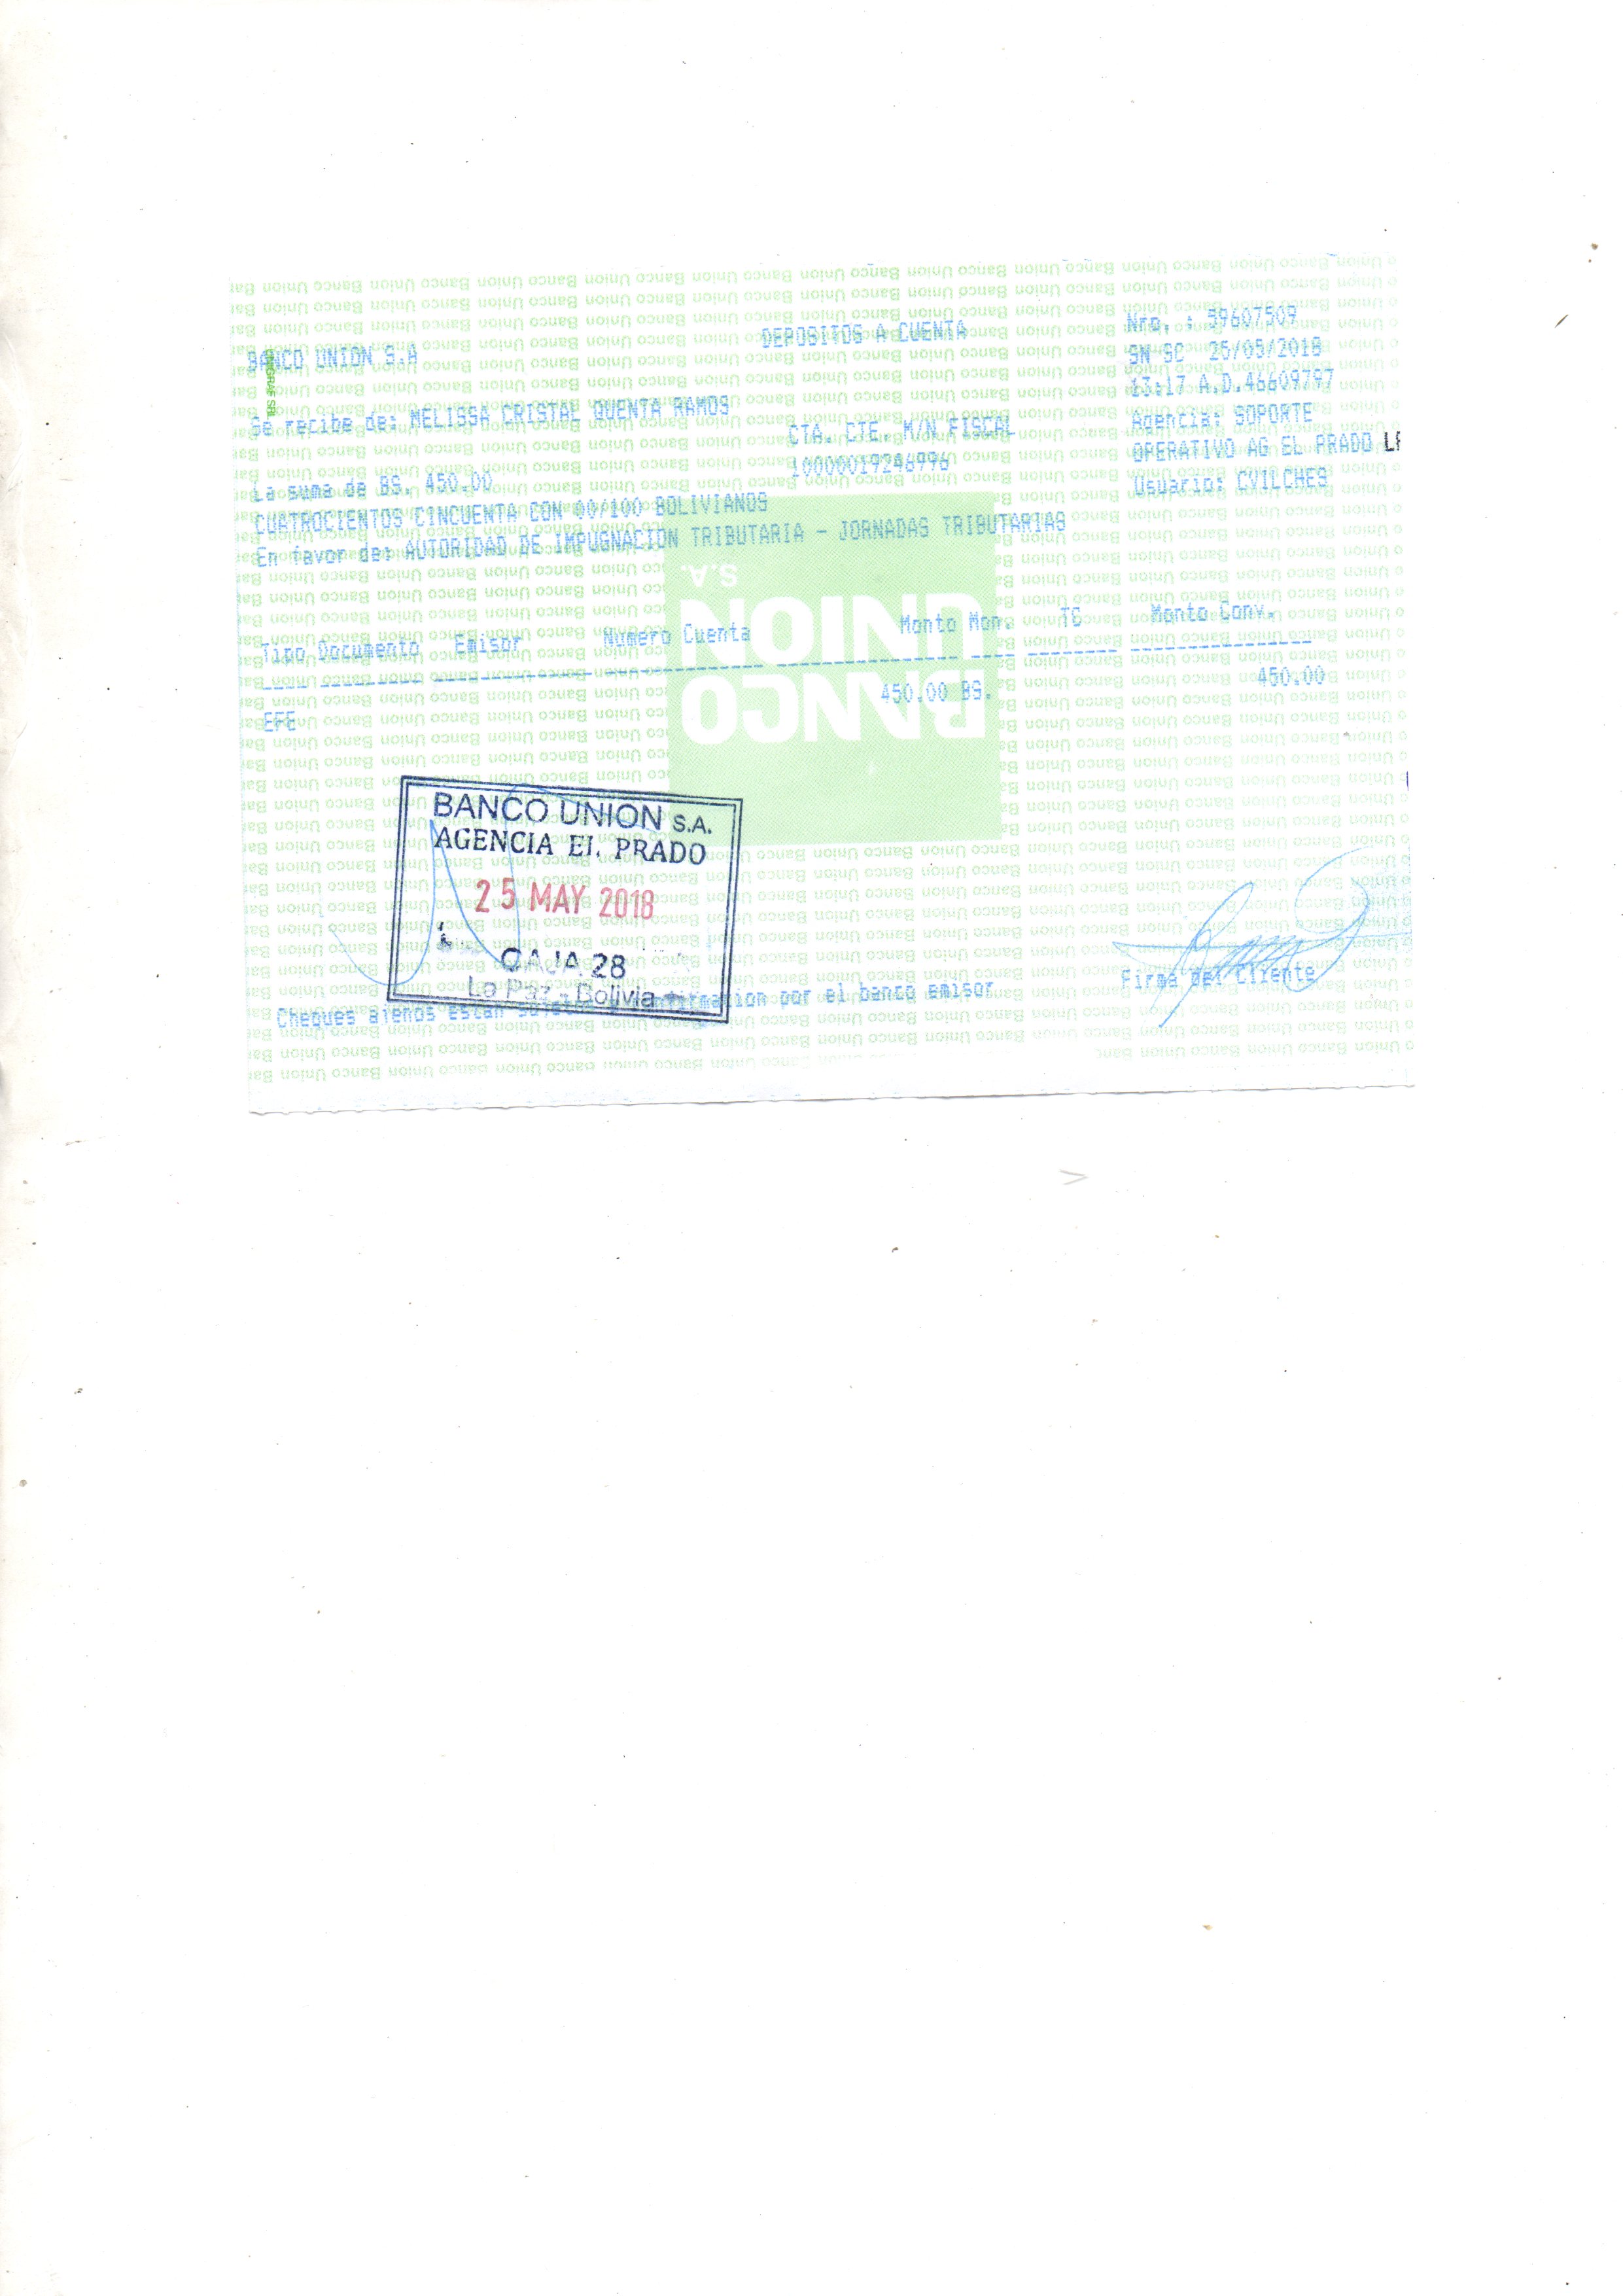 BANCO UNION S.A
DEPOSITOS A CUENTA
Nro. : 59607509
SN SC 25/05/2018
13:17 A.D.46609797
Se recibe de: MELISSA CRISTAL QUENTA RAMOS
CTA. CTE. M/N FISCAL
Agencia: SOPORTE
10000019246996
OPERATIVO AG EL PRADO
La suma de BS. 450.00
Usuario: CVILCHES
CUATROCIENTOS CINCUENTA CON 00/100 BOLIVIANOS
En favor de: AUTORIDAD DE IMPUGNACION TRIBUTARIA - JORNADAS TRIBUTARIAS
BANCO UNION S.A.
Tipo Documento Emisor Numero Cuenta Monto Mon. TC Monto Conv.
EFE 450.00 BS. 450.00
BANCO UNION S.A.
AGENCIA EL PRADO
25 MAY 2018
CAJA 28
La Paz - Bolivia
Firma del Cliente
Cheques ajenos estan por el banco emisor